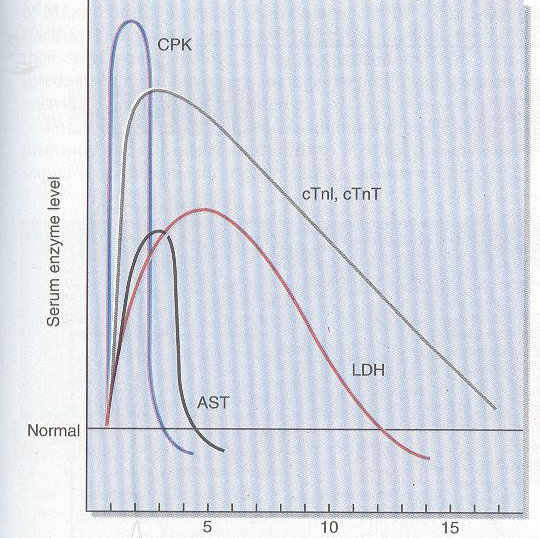 CPK
cTnI, cTnT
Serum enzyme level
LDH
AST
Normal
5 10 15